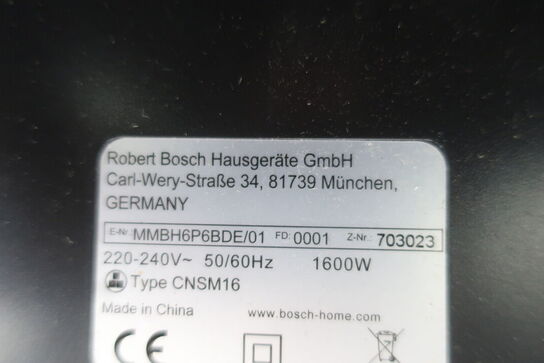 Robert Bosch Hausgeräte GmbH
Carl-Wery-Straße 34, 81739 München,
GERMANY
E-Nr.: MMBH6P6BDE/01 FD: 0001 Z-Nr.: 703023
220-240V~ 50/60Hz 1600W
Type CNSM16
Made in China www.bosch-home.com
CE